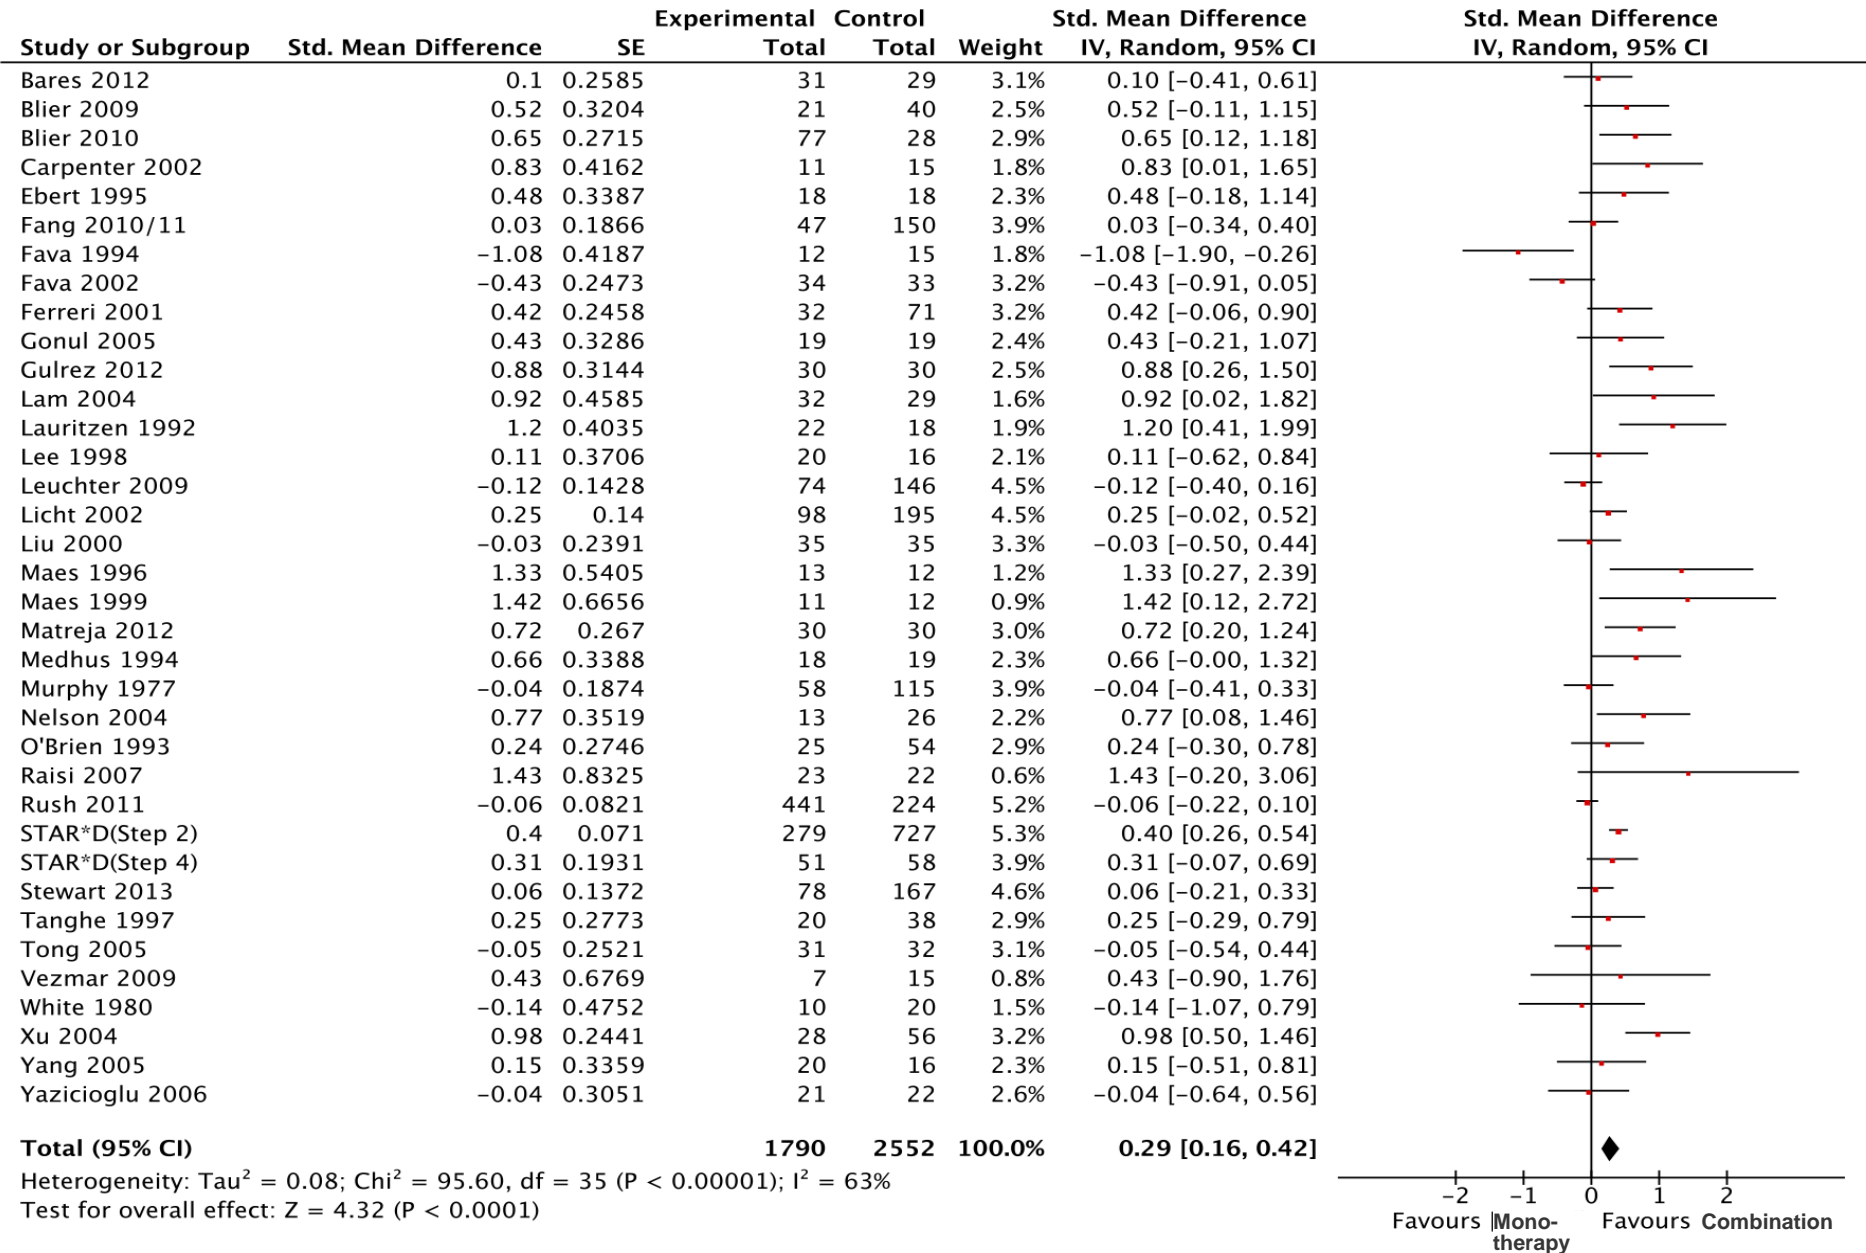 Experimental Control Std. Mean Difference Std. Mean Difference
Study or Subgroup Std. Mean Difference SE Total Total Weight IV, Random, 95% CI IV, Random, 95% CI
Bares 2012 0.1 0.2585 31 29 3.1% 0.10 [−0.41, 0.61]
Blier 2009 0.52 0.3204 21 40 2.5% 0.52 [−0.11, 1.15]
Blier 2010 0.65 0.2715 77 28 2.9% 0.65 [0.12, 1.18]
Carpenter 2002 0.83 0.4162 11 15 1.8% 0.83 [0.01, 1.65]
Ebert 1995 0.48 0.3387 18 18 2.3% 0.48 [−0.18, 1.14]
Fang 2010/11 0.03 0.1866 47 150 3.9% 0.03 [−0.34, 0.40]
Fava 1994 −1.08 0.4187 12 15 1.8% −1.08 [−1.90, −0.26]
Fava 2002 −0.43 0.2473 34 33 3.2% −0.43 [−0.91, 0.05]
Ferreri 2001 0.42 0.2458 32 71 3.2% 0.42 [−0.06, 0.90]
Gonul 2005 0.43 0.3286 19 19 2.4% 0.43 [−0.21, 1.07]
Gulrez 2012 0.88 0.3144 30 30 2.5% 0.88 [0.26, 1.50]
Lam 2004 0.92 0.4585 32 29 1.6% 0.92 [0.02, 1.82]
Lauritzen 1992 1.2 0.4035 22 18 1.9% 1.20 [0.41, 1.99]
Lee 1998 0.11 0.3706 20 16 2.1% 0.11 [−0.62, 0.84]
Leuchter 2009 −0.12 0.1428 74 146 4.5% −0.12 [−0.40, 0.16]
Licht 2002 0.25 0.14 98 195 4.5% 0.25 [−0.02, 0.52]
Liu 2000 −0.03 0.2391 35 35 3.3% −0.03 [−0.50, 0.44]
Maes 1996 1.33 0.5405 13 12 1.2% 1.33 [0.27, 2.39]
Maes 1999 1.42 0.6656 11 12 0.9% 1.42 [0.12, 2.72]
Matreja 2012 0.72 0.267 30 30 3.0% 0.72 [0.20, 1.24]
Medhus 1994 0.66 0.3388 18 19 2.3% 0.66 [−0.00, 1.32]
Murphy 1977 −0.04 0.1874 58 115 3.9% −0.04 [−0.41, 0.33]
Nelson 2004 0.77 0.3519 13 26 2.2% 0.77 [0.08, 1.46]
O'Brien 1993 0.24 0.2746 25 54 2.9% 0.24 [−0.30, 0.78]
Raisi 2007 1.43 0.8325 23 22 0.6% 1.43 [−0.20, 3.06]
Rush 2011 −0.06 0.0821 441 224 5.2% −0.06 [−0.22, 0.10]
STAR*D(Step 2) 0.4 0.071 279 727 5.3% 0.40 [0.26, 0.54]
STAR*D(Step 4) 0.31 0.1931 51 58 3.9% 0.31 [−0.07, 0.69]
Stewart 2013 0.06 0.1372 78 167 4.6% 0.06 [−0.21, 0.33]
Tanghe 1997 0.25 0.2773 20 38 2.9% 0.25 [−0.29, 0.79]
Tong 2005 −0.05 0.2521 31 32 3.1% −0.05 [−0.54, 0.44]
Vezmar 2009 0.43 0.6769 7 15 0.8% 0.43 [−0.90, 1.76]
White 1980 −0.14 0.4752 10 20 1.5% −0.14 [−1.07, 0.79]
Xu 2004 0.98 0.2441 28 56 3.2% 0.98 [0.50, 1.46]
Yang 2005 0.15 0.3359 20 16 2.3% 0.15 [−0.51, 0.81]
Yazicioglu 2006 −0.04 0.3051 21 22 2.6% −0.04 [−0.64, 0.56]
Total (95% CI) 1790 2552 100.0% 0.29 [0.16, 0.42]
Heterogeneity: Tau² = 0.08; Chi² = 95.60, df = 35 (P < 0.00001); I² = 63%
Test for overall effect: Z = 4.32 (P < 0.0001)
−2 −1 0 1 2
Favours Mono- Favours Combination
therapy